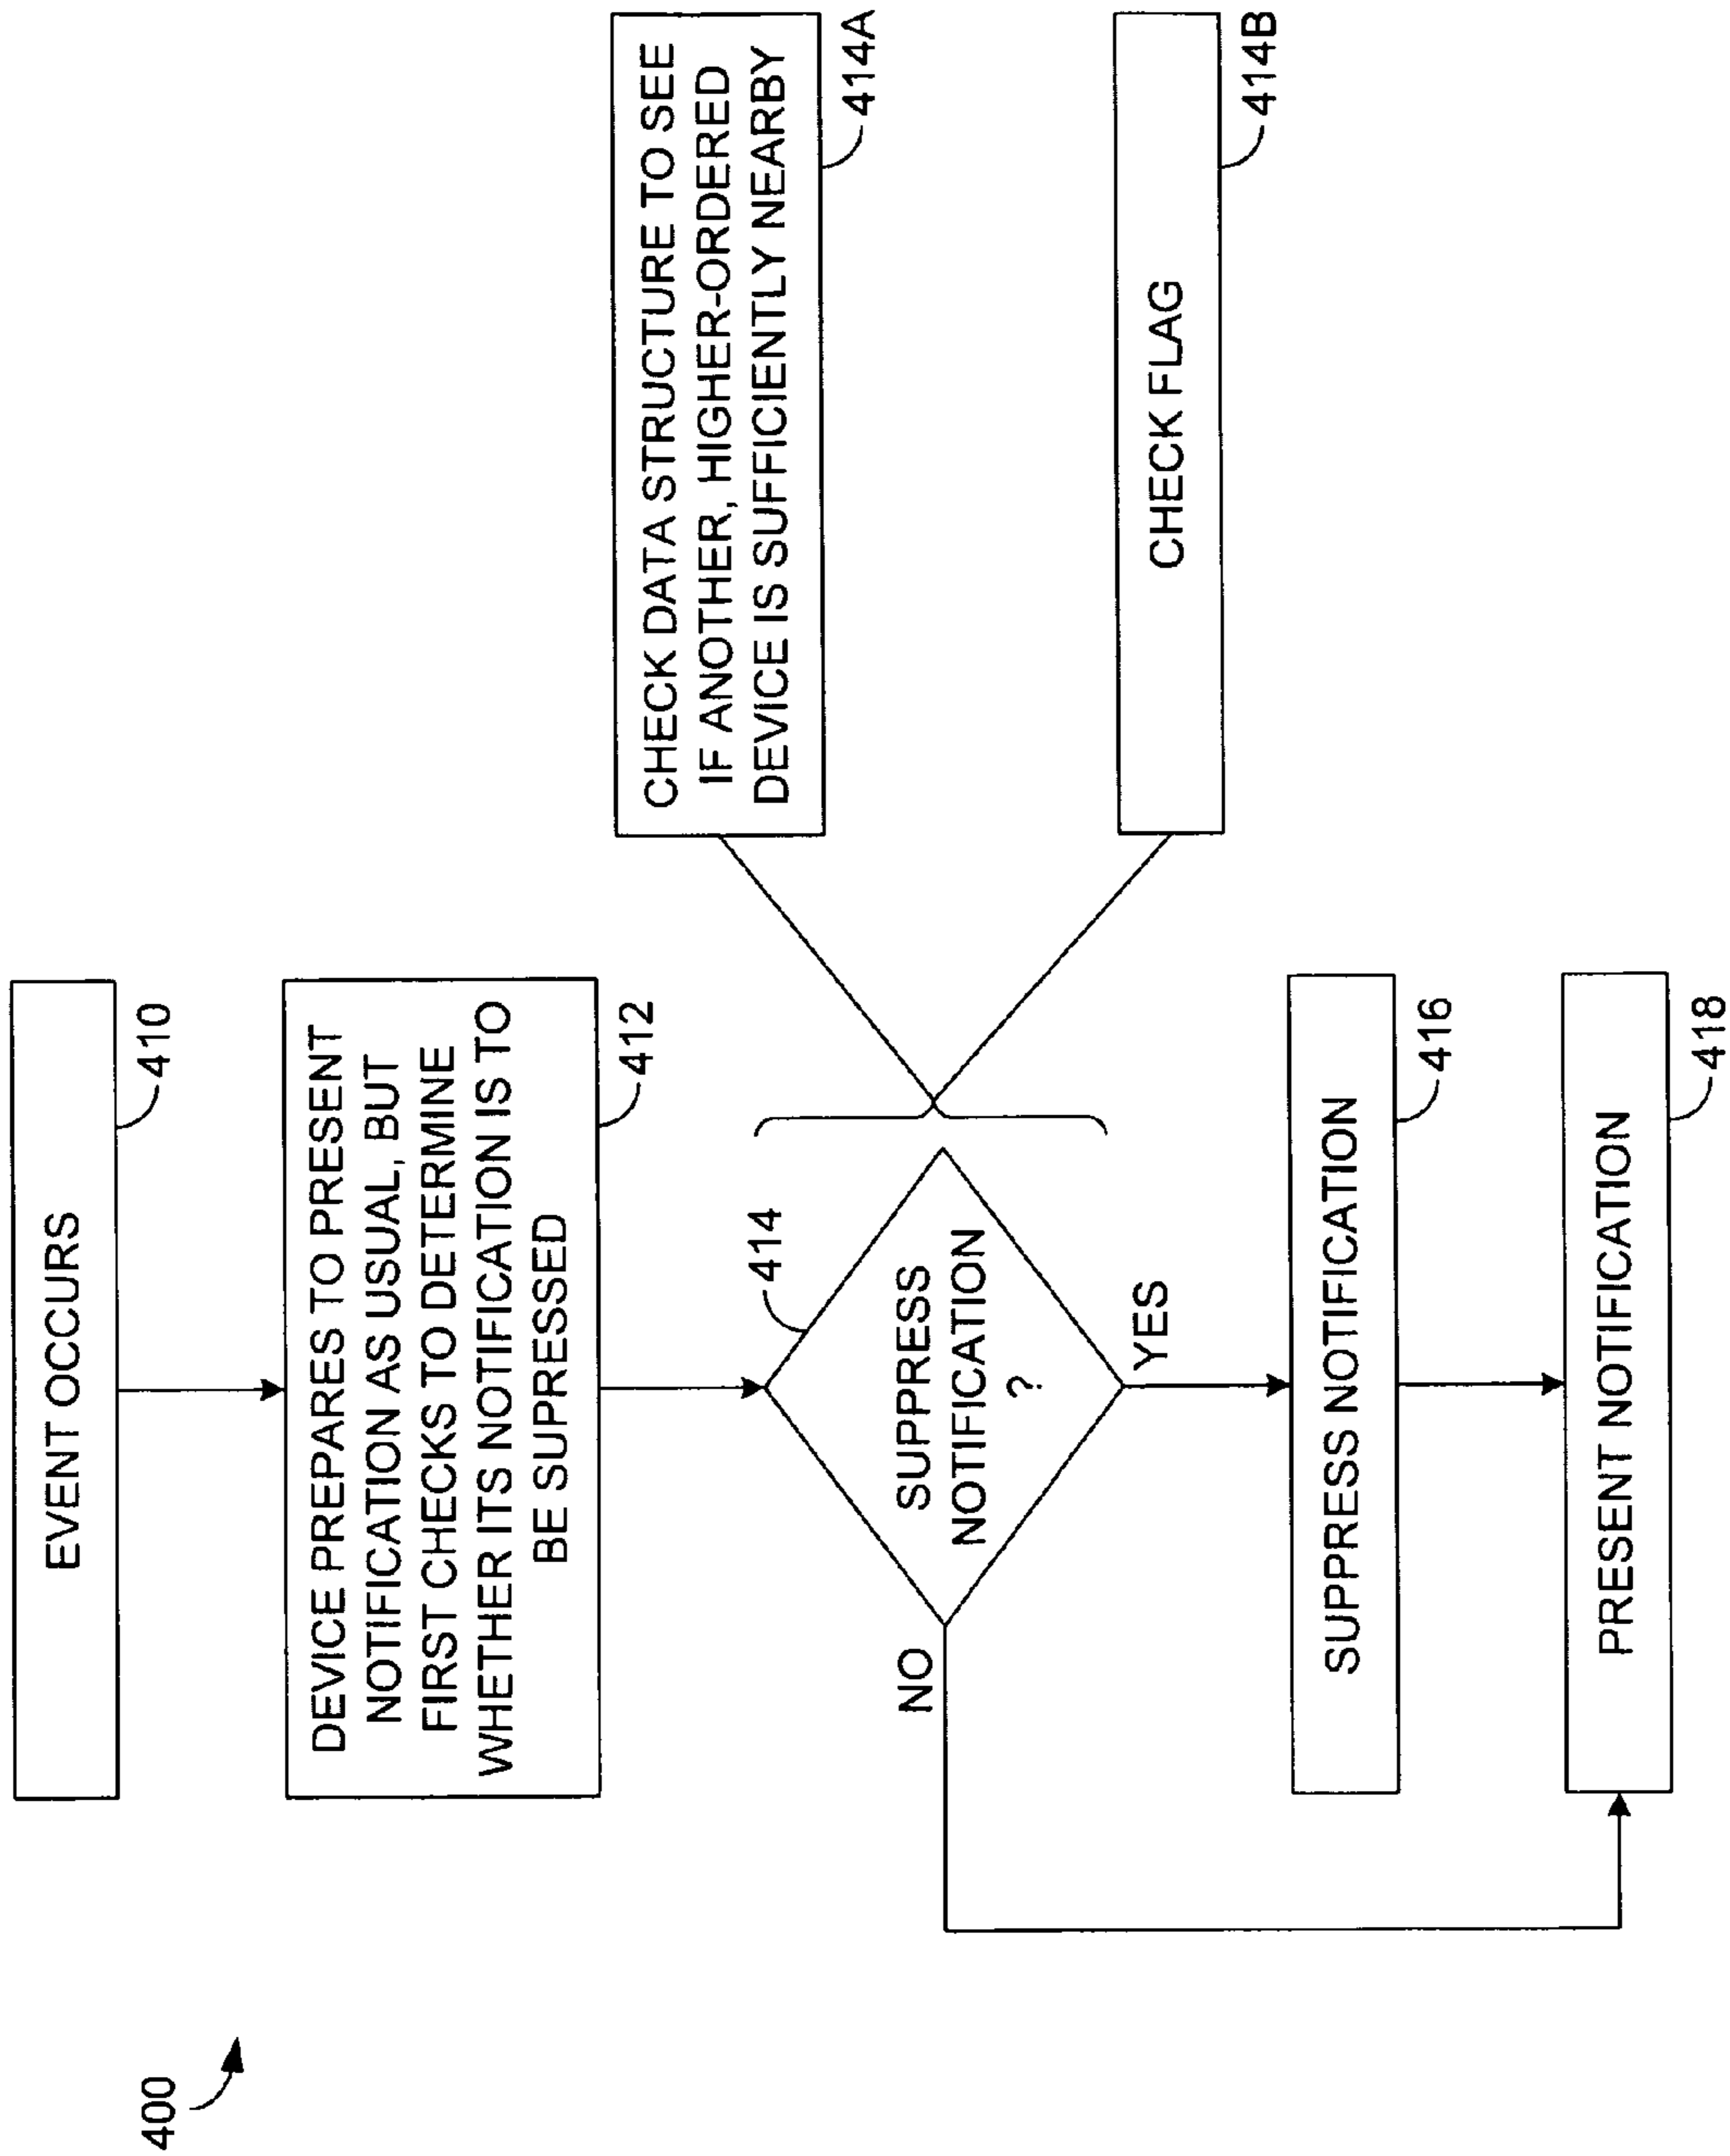 400
EVENT OCCURS
410
DEVICE PREPARES TO PRESENT
NOTIFICATION AS USUAL, BUT
FIRST CHECKS TO DETERMINE
WHETHER ITS NOTIFICATION IS TO
BE SUPRESSED
412
414
SUPPRESS
NOTIFICATION
?
NO
YES
CHECK DATA STRUCTURE TO SEE
IF ANOTHER, HIGHER-ORDERED
DEVICE IS SUFFICIENTLY NEARBY
414A
CHECK FLAG
414B
SUPPRESS NOTIFICATION
416
PRESENT NOTIFICATION
418